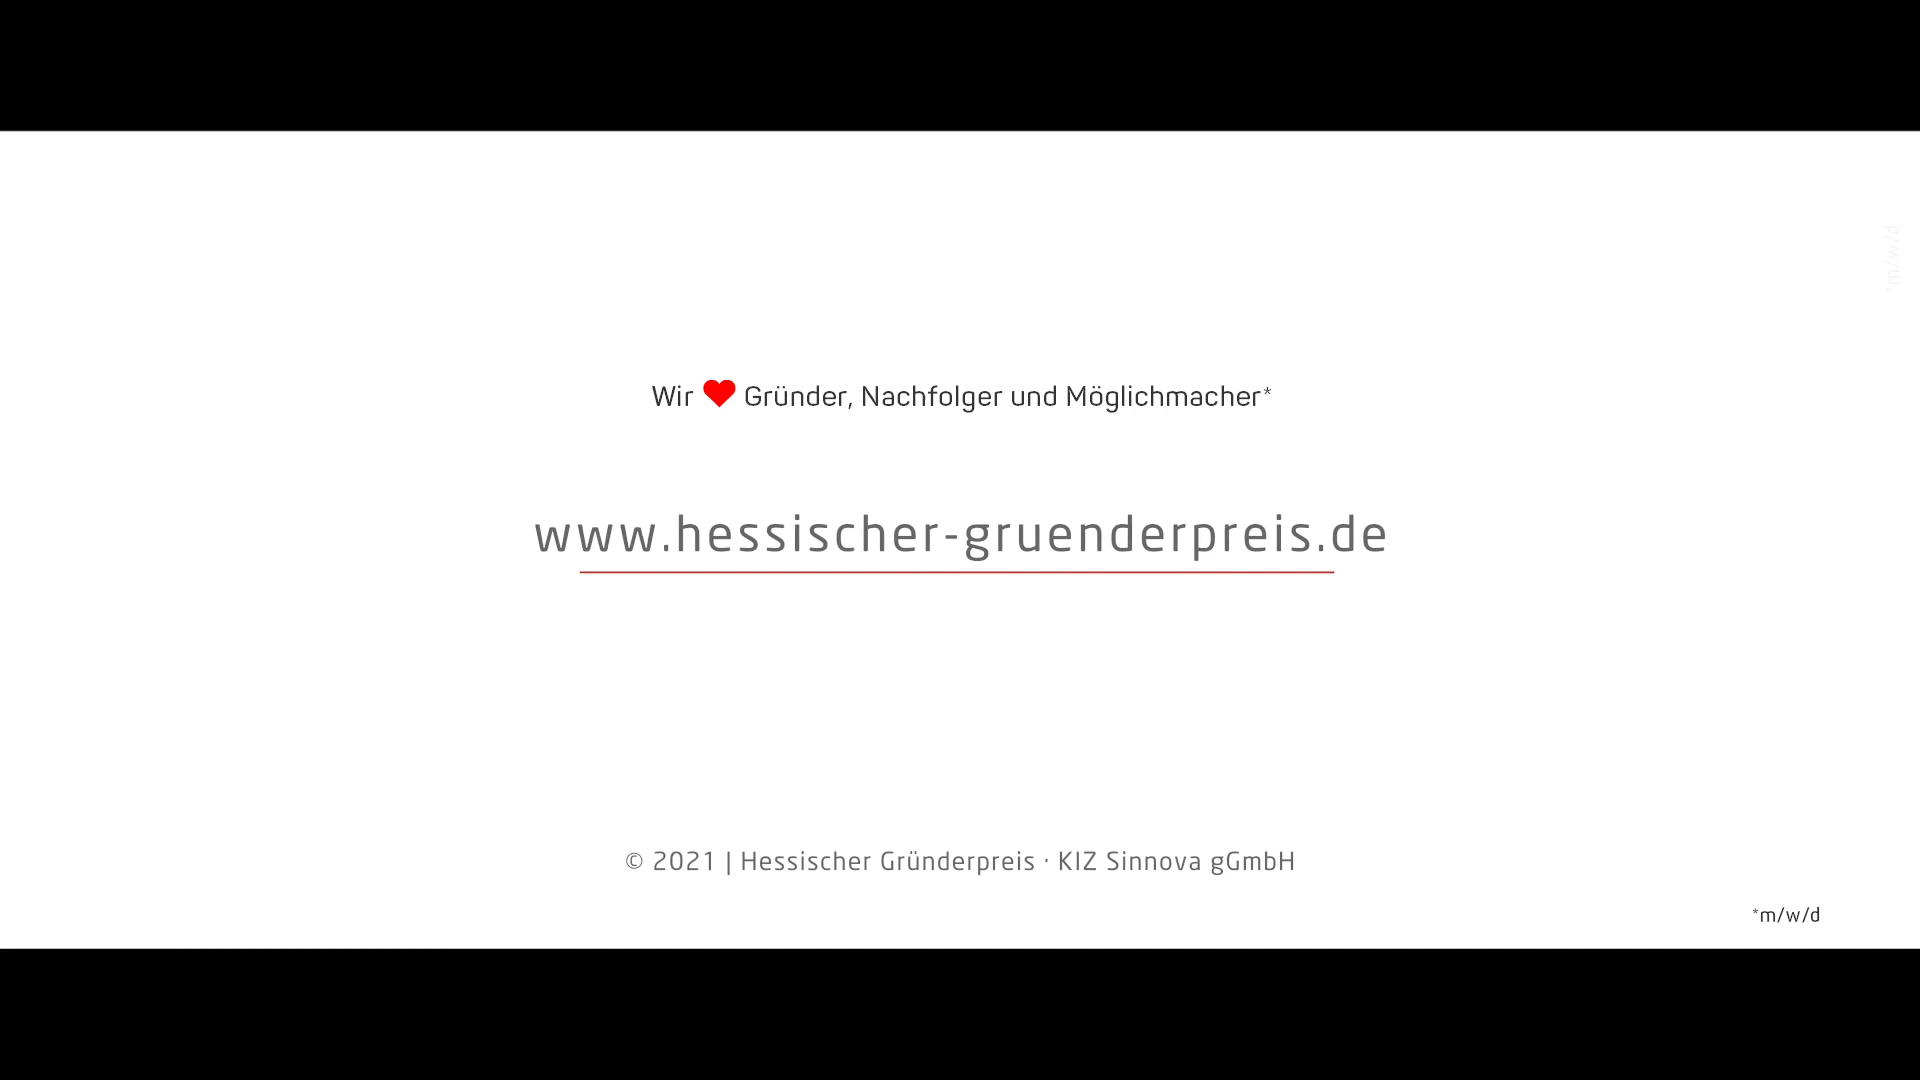 *m/w/d
Wir ❤ Gründer, Nachfolger und Möglichmacher*
www.hessischer-gruenderpreis.de
© 2021 | Hessischer Gründerpreis · KIZ Sinnova gGmbH
*m/w/d